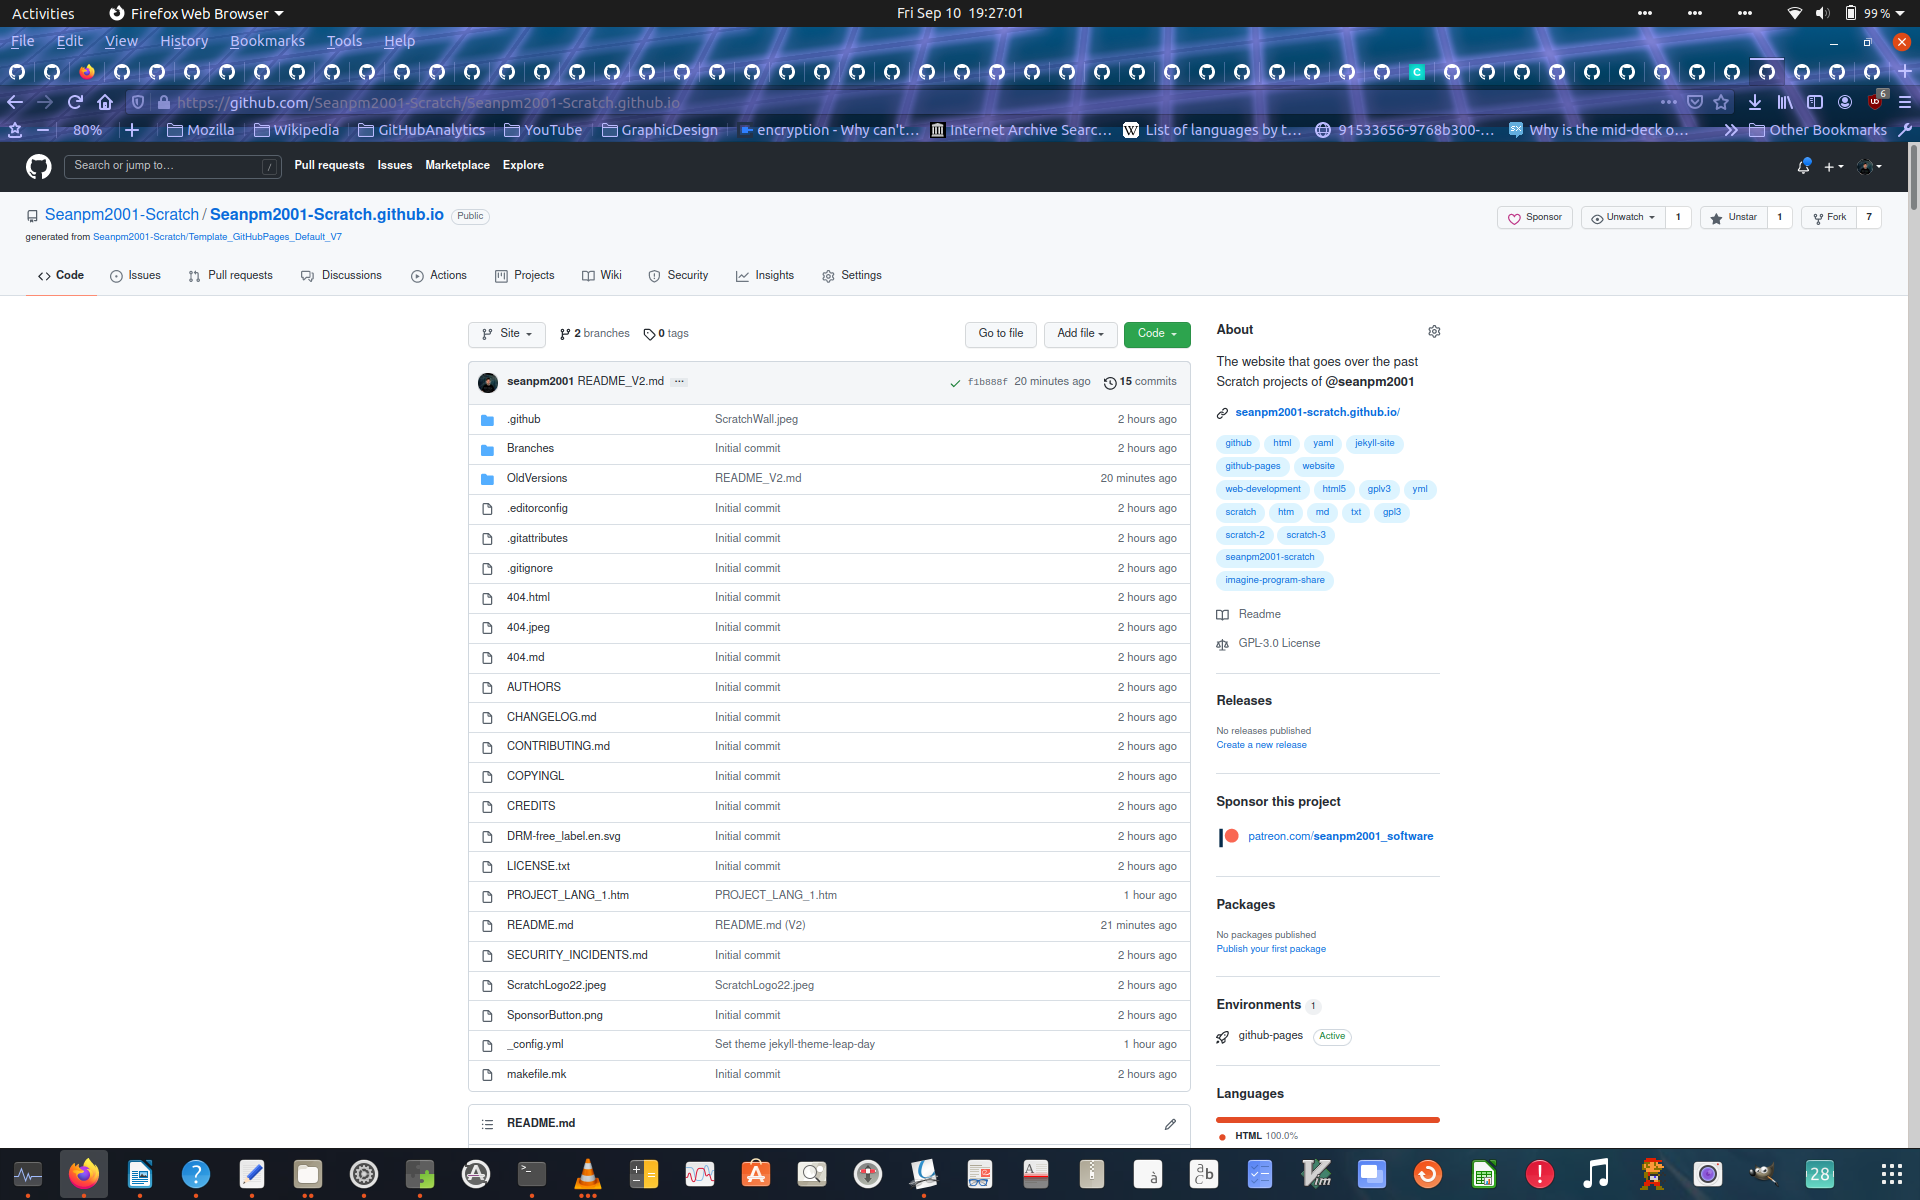 Activities Firefox Web Browser Fri Sep 10 19:27:01 99 %
File Edit View History Bookmarks Tools Help
https://github.com/Seanpm2001-Scratch/Seanpm2001-Scratch.github.io 6
80% Mozilla Wikipedia GitHubAnalytics YouTube GraphicDesign encryption - Why can't… Internet Archive Searc… List of languages by t… 91533656-9768b300-… Why is the mid-deck o… Other Bookmarks
Search or jump to… / Pull requests Issues Marketplace Explore
Seanpm2001-Scratch / Seanpm2001-Scratch.github.io Public Sponsor Unwatch 1 Unstar 1 Fork 7
generated from Seanpm2001-Scratch/Template_GitHubPages_Default_V7
Code Issues Pull requests Discussions Actions Projects Wiki Security Insights Settings
Site 2 branches 0 tags Go to file Add file Code
seanpm2001 README_V2.md ... f1b888f 20 minutes ago 15 commits
.github ScratchWall.jpeg 2 hours ago
Branches Initial commit 2 hours ago
OldVersions README_V2.md 20 minutes ago
.editorconfig Initial commit 2 hours ago
.gitattributes Initial commit 2 hours ago
.gitignore Initial commit 2 hours ago
404.html Initial commit 2 hours ago
404.jpeg Initial commit 2 hours ago
404.md Initial commit 2 hours ago
AUTHORS Initial commit 2 hours ago
CHANGELOG.md Initial commit 2 hours ago
CONTRIBUTING.md Initial commit 2 hours ago
COPYINGL Initial commit 2 hours ago
CREDITS Initial commit 2 hours ago
DRM-free_label.en.svg Initial commit 2 hours ago
LICENSE.txt Initial commit 2 hours ago
PROJECT_LANG_1.htm PROJECT_LANG_1.htm 1 hour ago
README.md README.md (V2) 21 minutes ago
SECURITY_INCIDENTS.md Initial commit 2 hours ago
ScratchLogo22.jpeg ScratchLogo22.jpeg 2 hours ago
SponsorButton.png Initial commit 2 hours ago
_config.yml Set theme jekyll-theme-leap-day 1 hour ago
makefile.mk Initial commit 2 hours ago
README.md
About
The website that goes over the past
Scratch projects of @seanpm2001
seanpm2001-scratch.github.io/
github html yaml jekyll-site
github-pages website
web-development html5 gplv3 yml
scratch htm md txt gpl3
scratch-2 scratch-3
seanpm2001-scratch
imagine-program-share
Readme
GPL-3.0 License
Releases
No releases published
Create a new release
Sponsor this project
patreon.com/seanpm2001_software
Packages
No packages published
Publish your first package
Environments 1
github-pages Active
Languages
HTML 100.0%
28